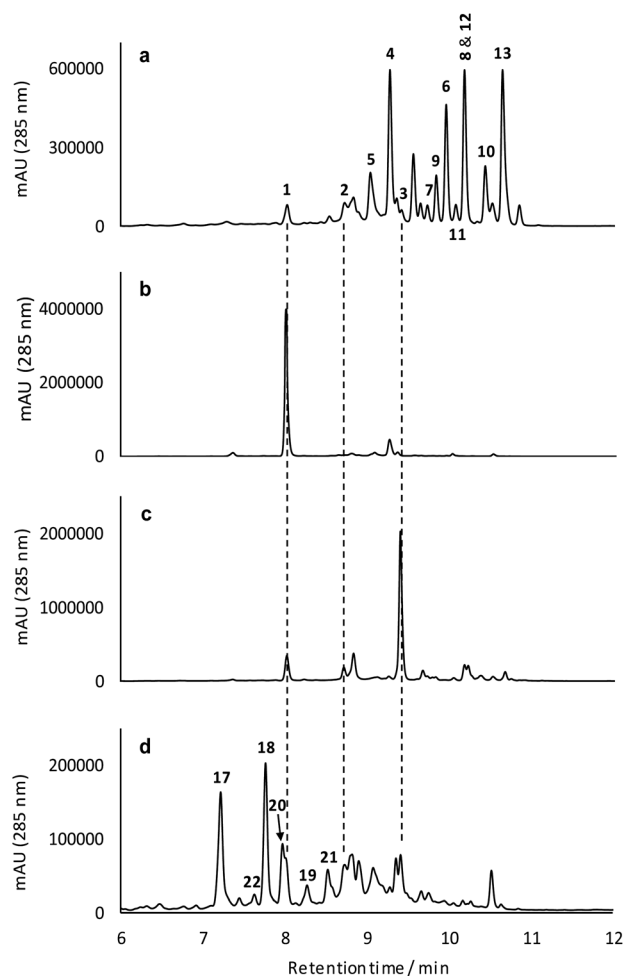 a
mAU (285 nm)
600000
300000
0
1
2
5
4
3
7
9
6
11
8 & 12
10
13
b
mAU (285 nm)
4000000
2000000
0
c
mAU (285 nm)
2000000
1000000
0
d
mAU (285 nm)
200000
100000
0
17
22
18
20
19
21
6 7 8 9 10 11 12
Retention time / min